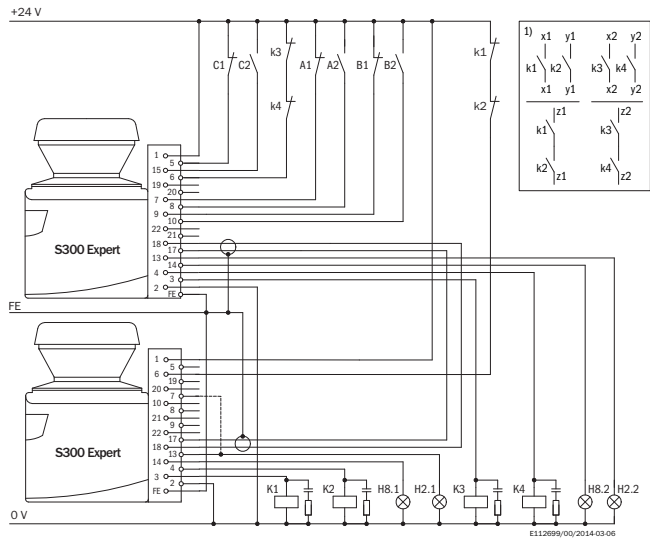 +24 V
1) x1 y1 x2 y2
k1 k2 k3 k4
x1 y1 x2 y2
z1 z2
k1 k3
k2 z1 k4 z2
C1 C2 k3 A1 A2 B1 B2 k1
k4 k2
1
5
15
6
19
20
7
8
9
10
22
21
18
17
13
14
4
3
2
FE
S300 Expert
FE
1
5
6
19
20
7
10
8
21
9
22
17
18
13
14
4
3
2
FE
S300 Expert
K1 K2 H8.1 H2.1 K3 K4 H8.2 H2.2
0 V
E112699/00/2014-03-06